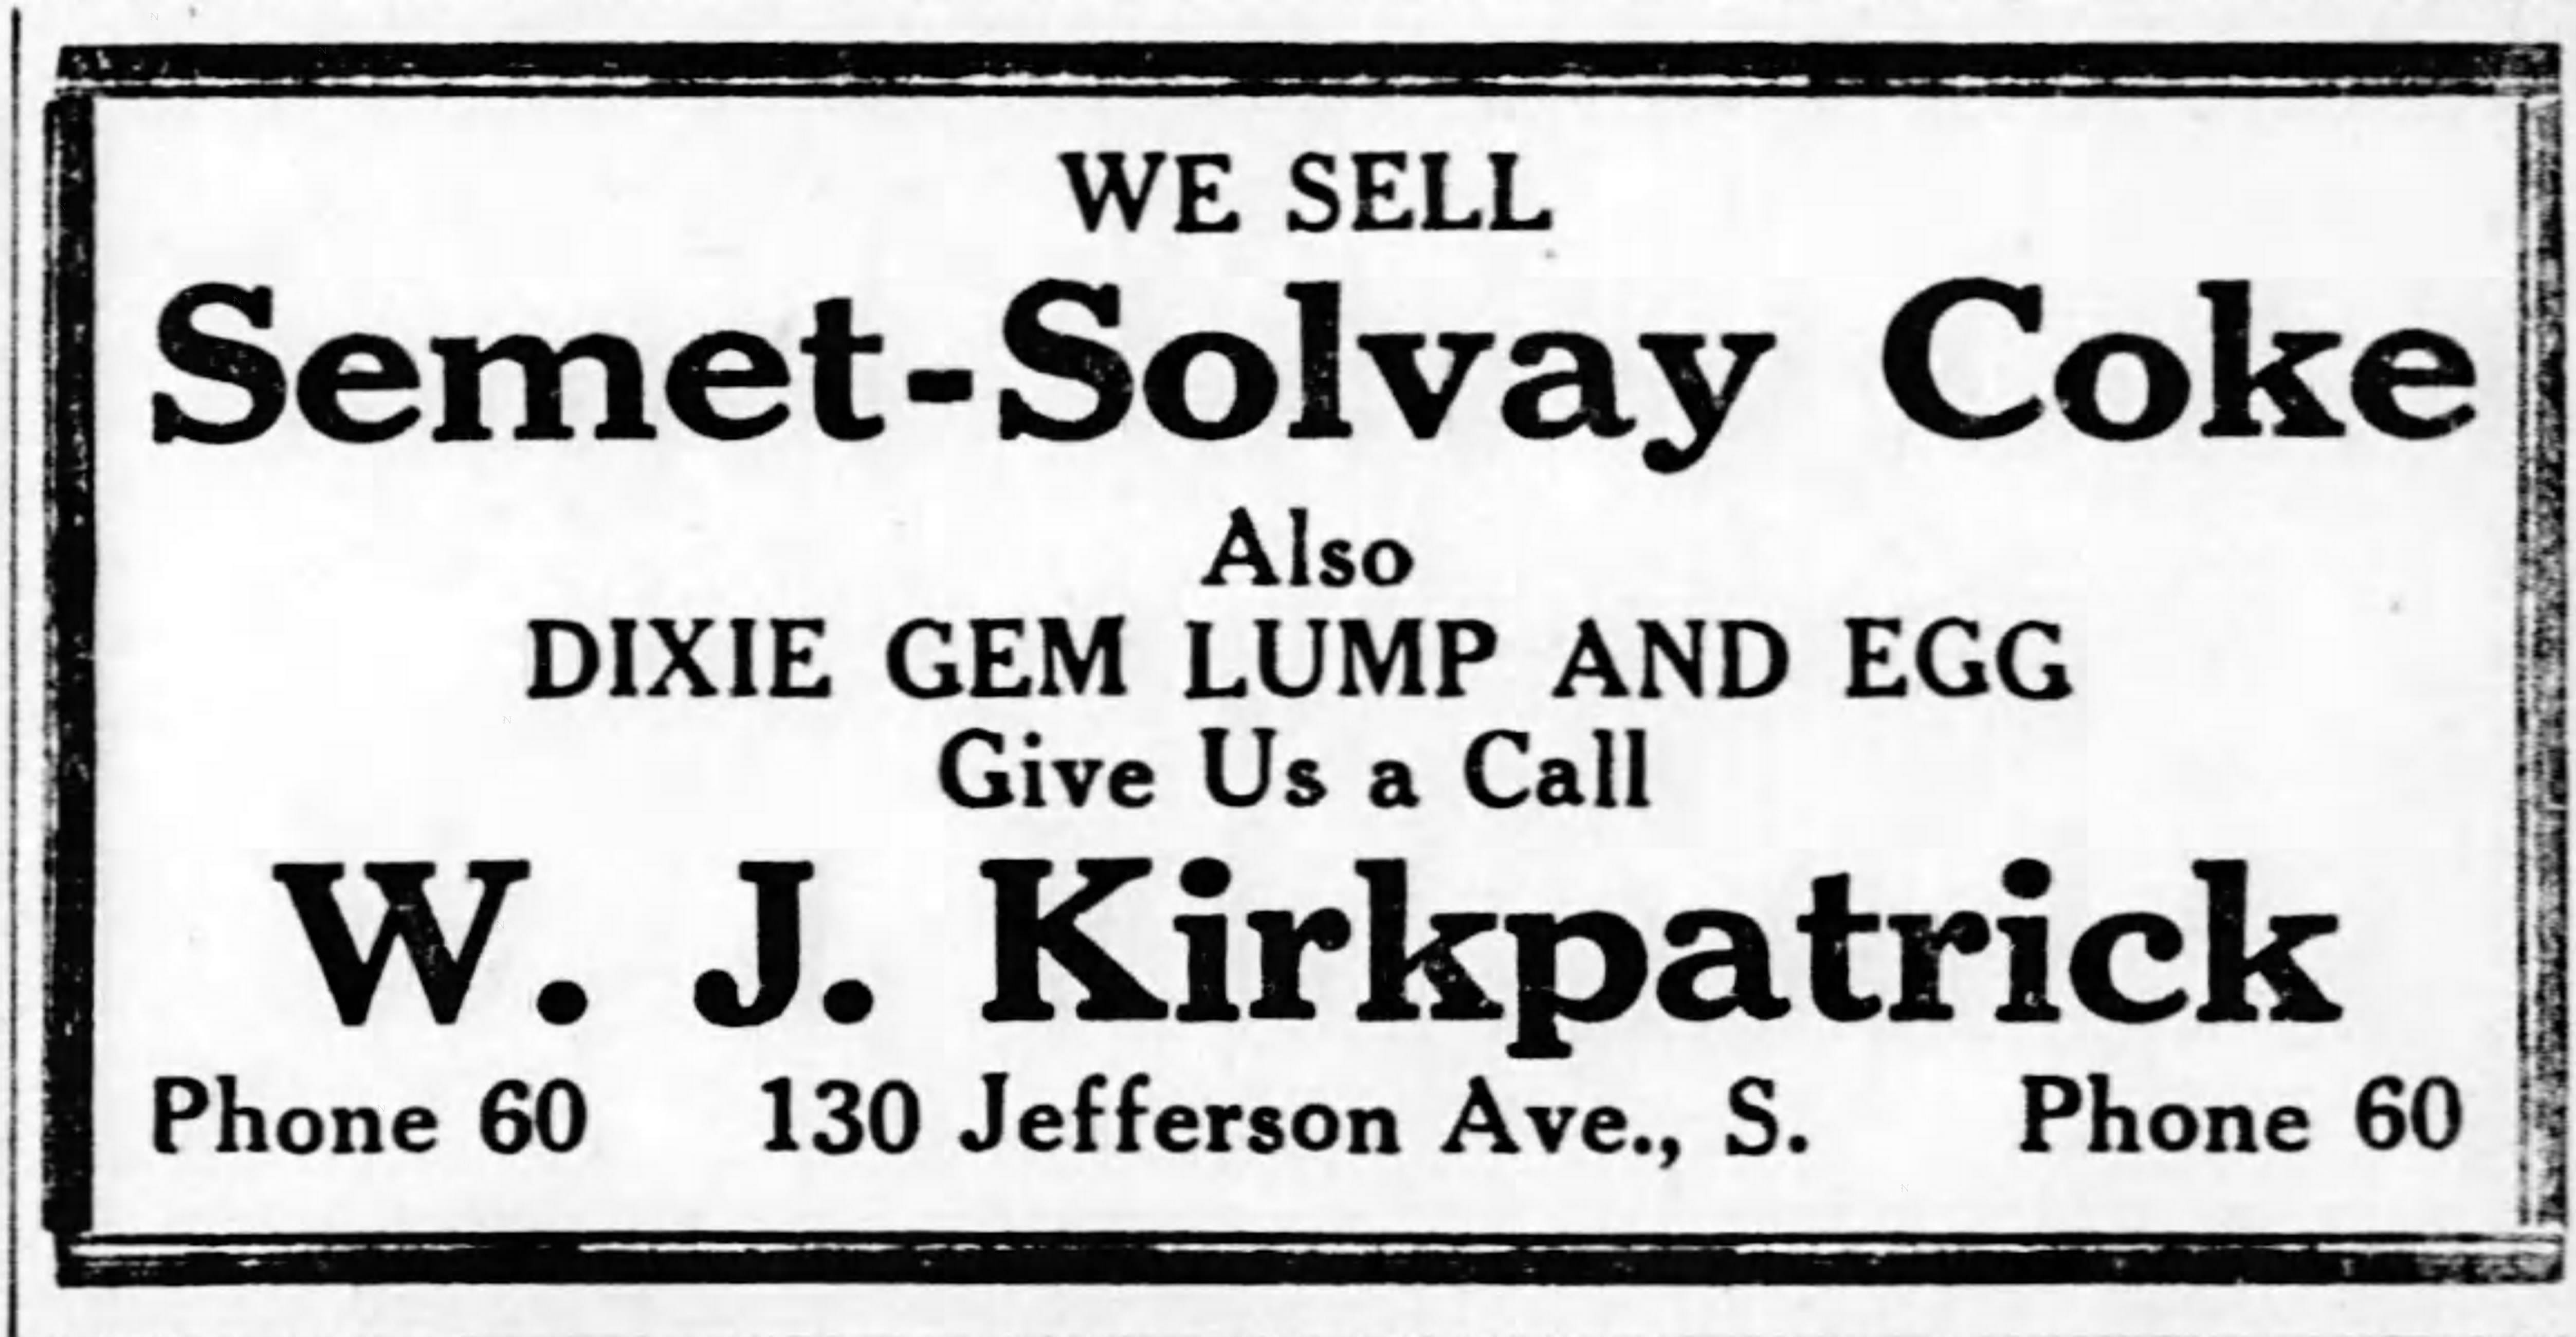 WE SELL
Semet-Solvay Coke
Also
DIXIE GEM LUMP AND EGG
Give Us a Call
W. J. Kirkpatrick
Phone 60 130 Jefferson Ave., S. Phone 60